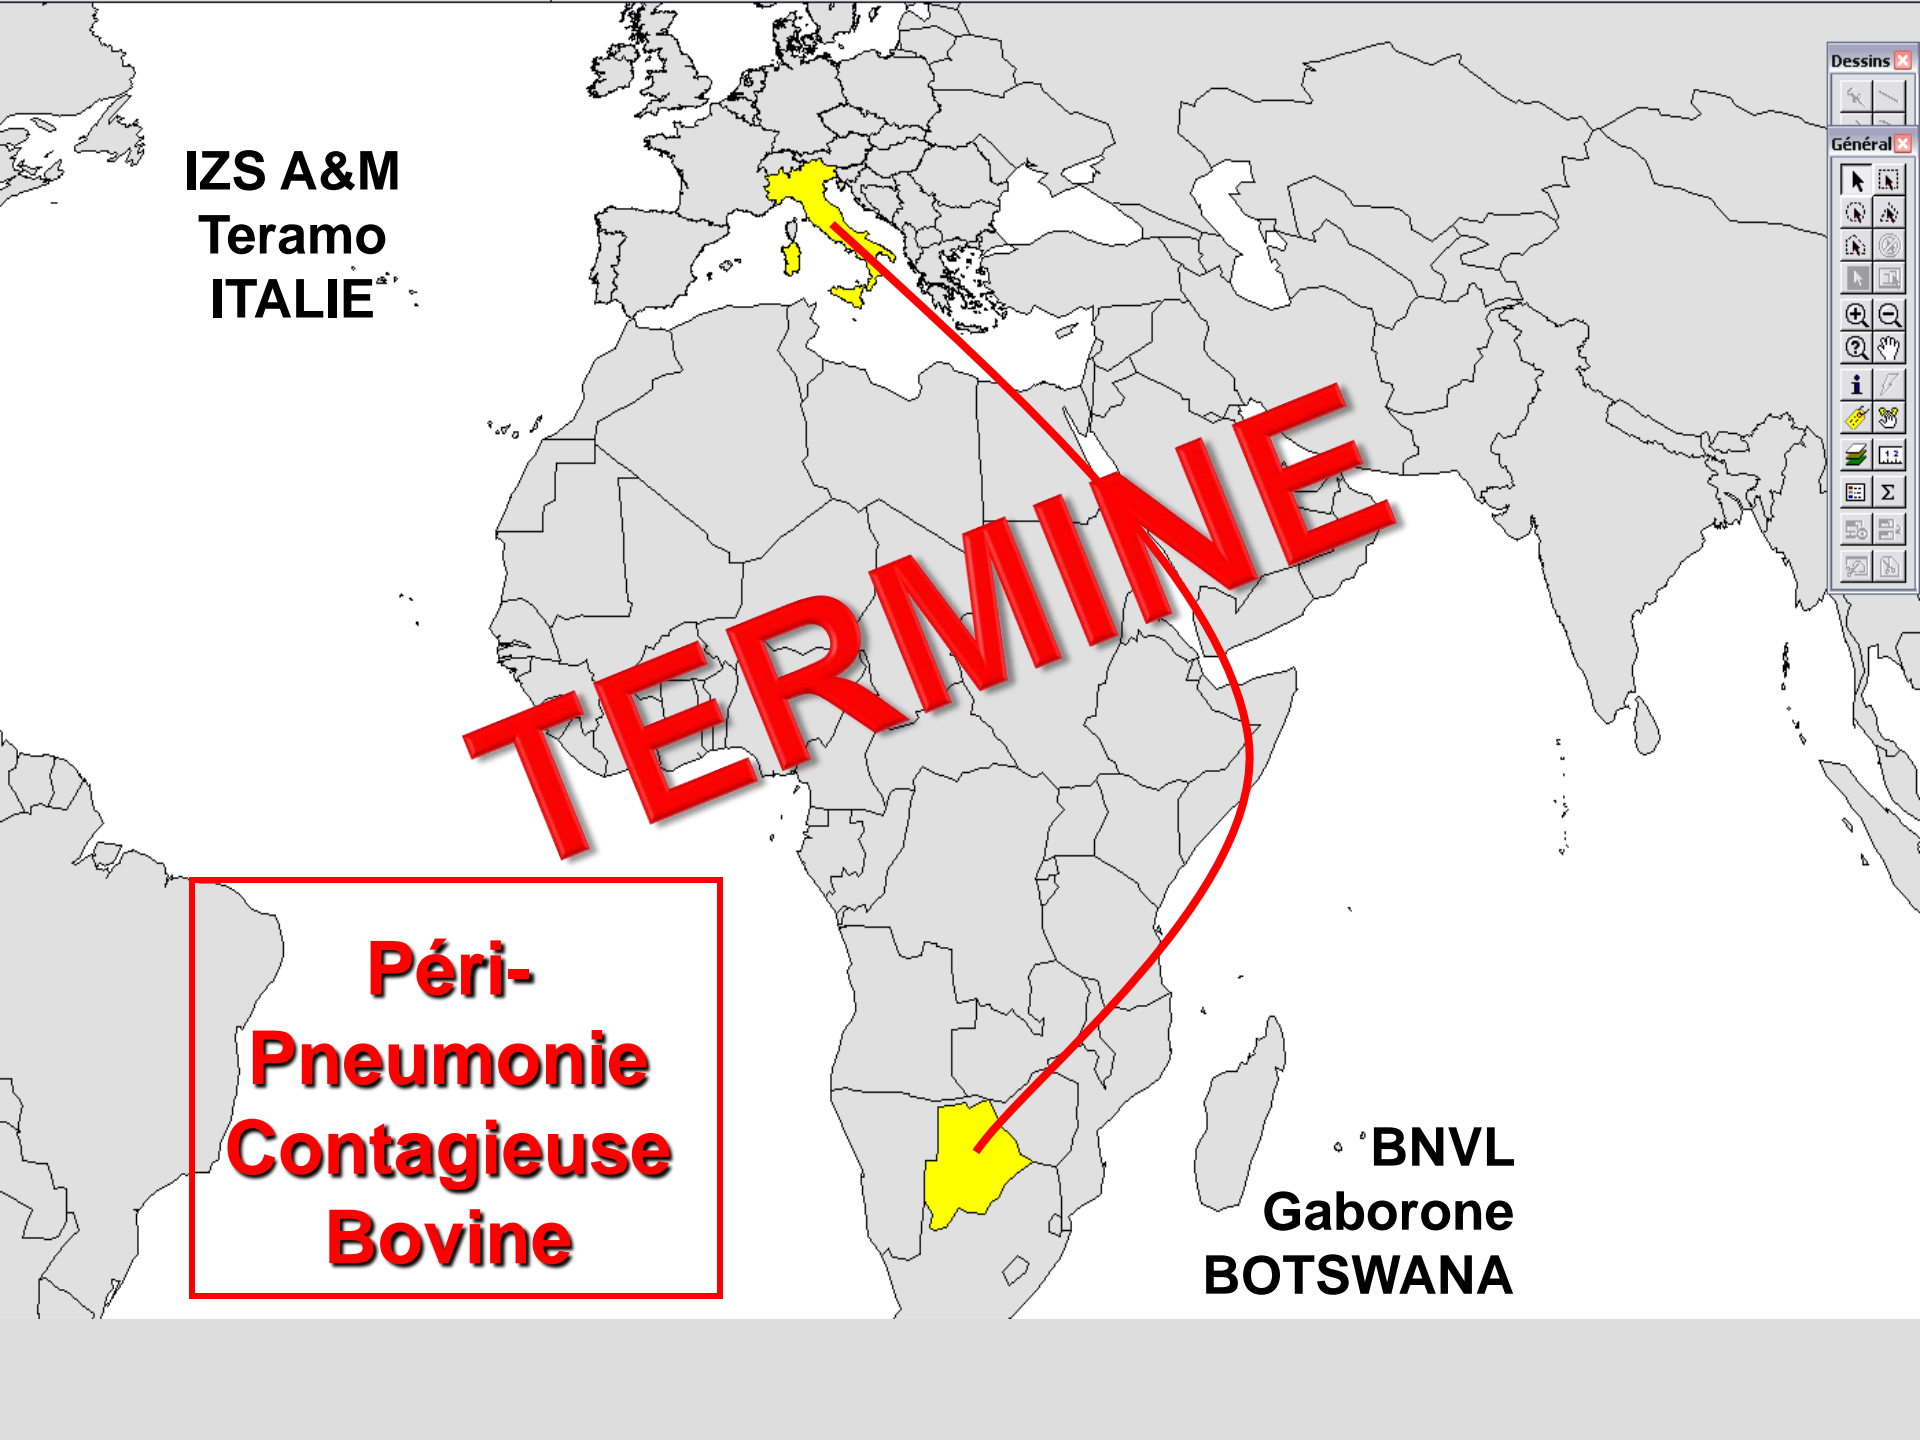 Dessins
Général
IZS A&M
Teramo
ITALIE
TERMINE
Péri-
Pneumonie
Contagieuse
Bovine
BNVL
Gaborone
BOTSWANA